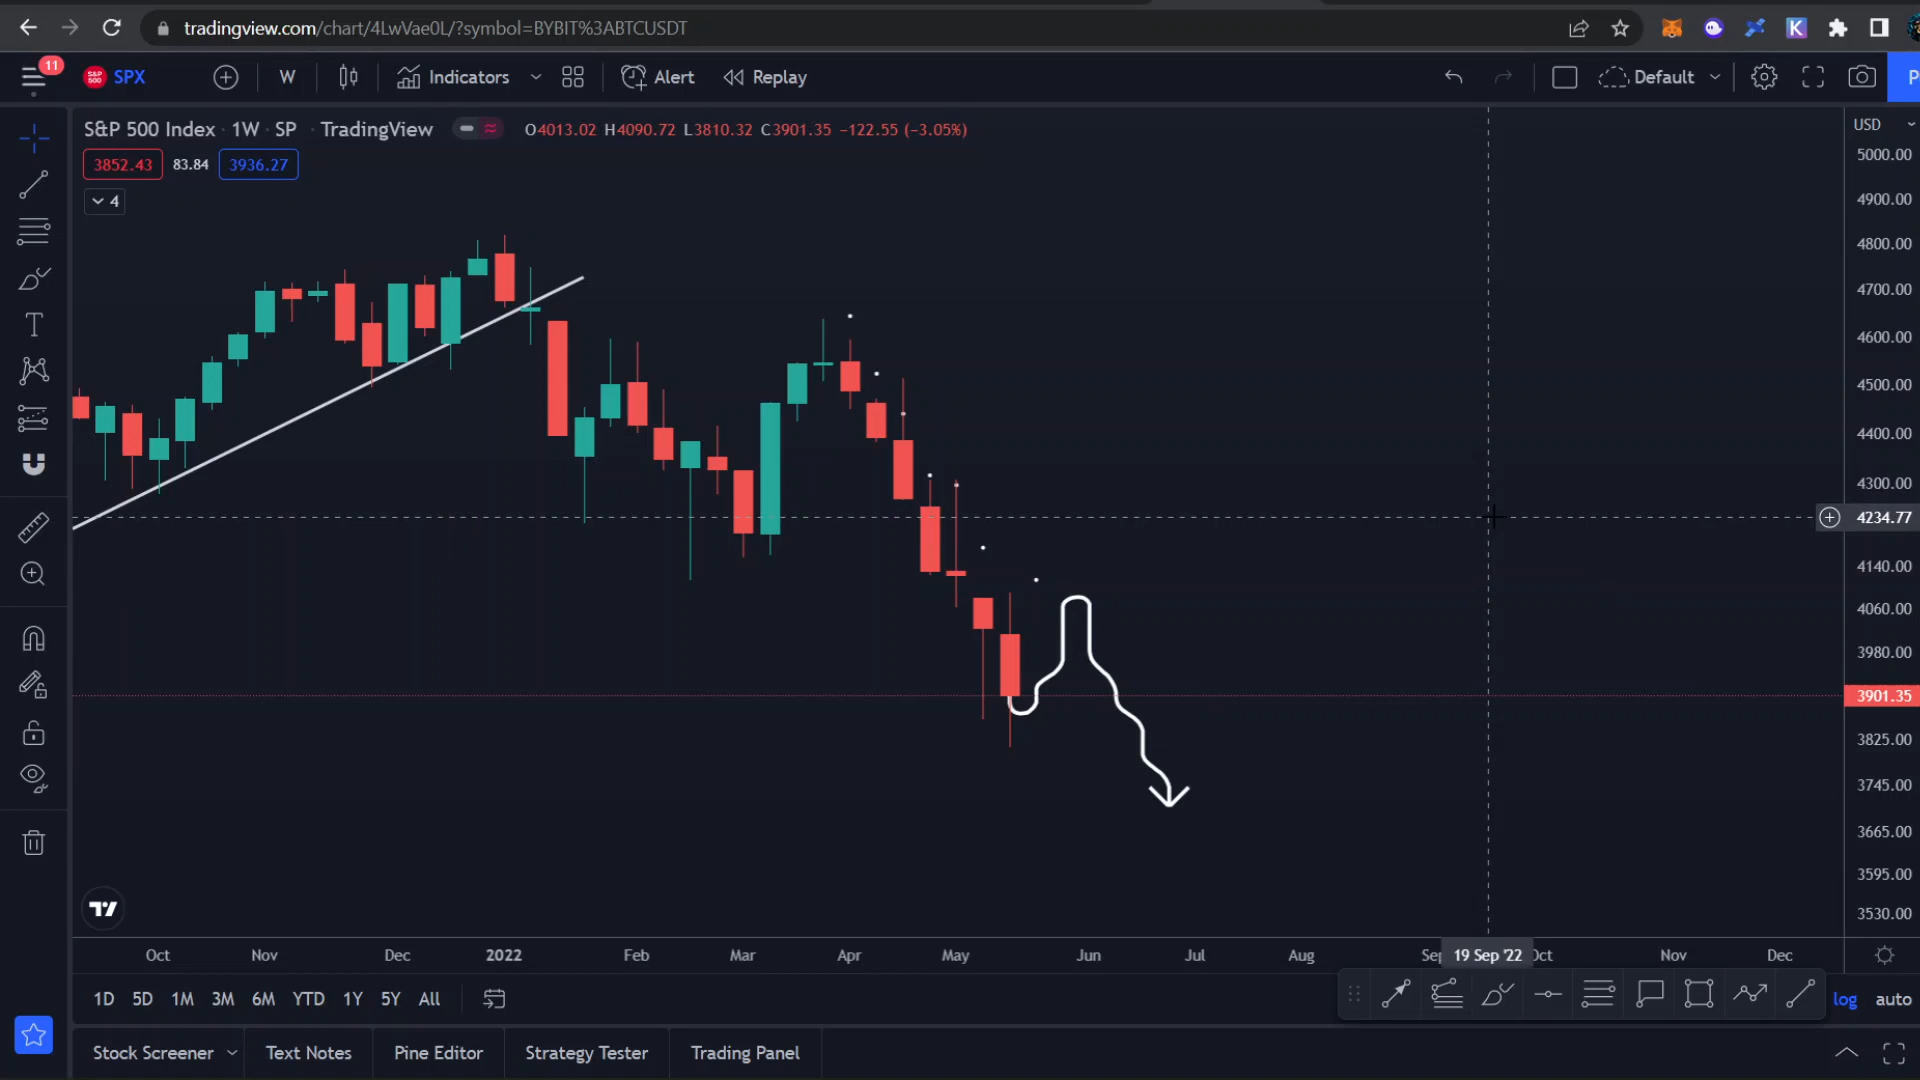 tradingview.com/chart/4LwVae0L/?symbol=BYBIT%3ABTCUSDT
11
S&P 500
SPX
W
Indicators
Alert
Replay
Default
P
S&P 500 Index · 1W · SP · TradingView
O4013.02 H4090.72 L3810.32 C3901.35 −122.55 (−3.05%)
3852.43 83.84 3936.27
4
USD
5000.00
4900.00
4800.00
4700.00
4600.00
4500.00
4400.00
4300.00
4234.77
4140.00
4060.00
3980.00
3901.35
3825.00
3745.00
3665.00
3595.00
3530.00
Oct Nov Dec 2022 Feb Mar Apr May Jun Jul Aug Sep 19 Sep '22 Oct Nov Dec
1D 5D 1M 3M 6M YTD 1Y 5Y All
log auto
Stock Screener Text Notes Pine Editor Strategy Tester Trading Panel